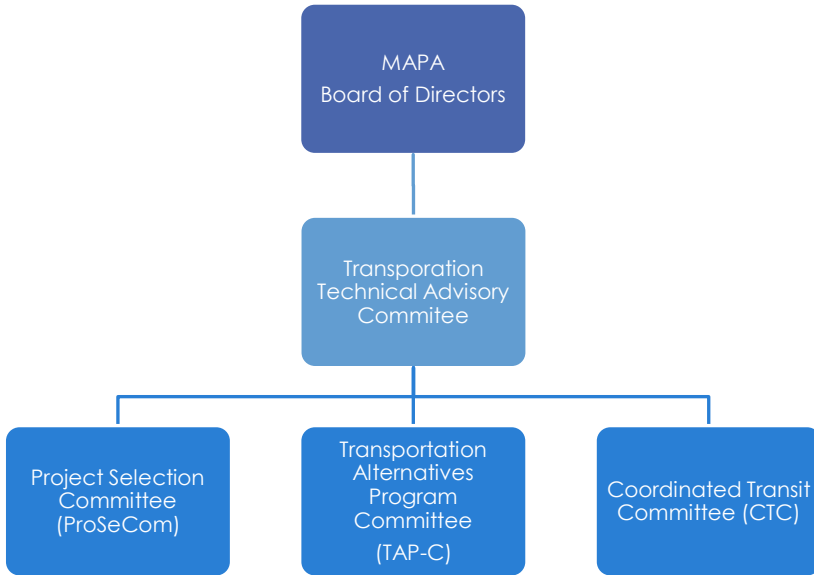 MAPA
Board of Directors
Transporation
Technical Advisory
Commitee
Project Selection
Committee
(ProSeCom)
Transportation
Alternatives
Program
Committee
(TAP-C)
Coordinated Transit
Committee (CTC)